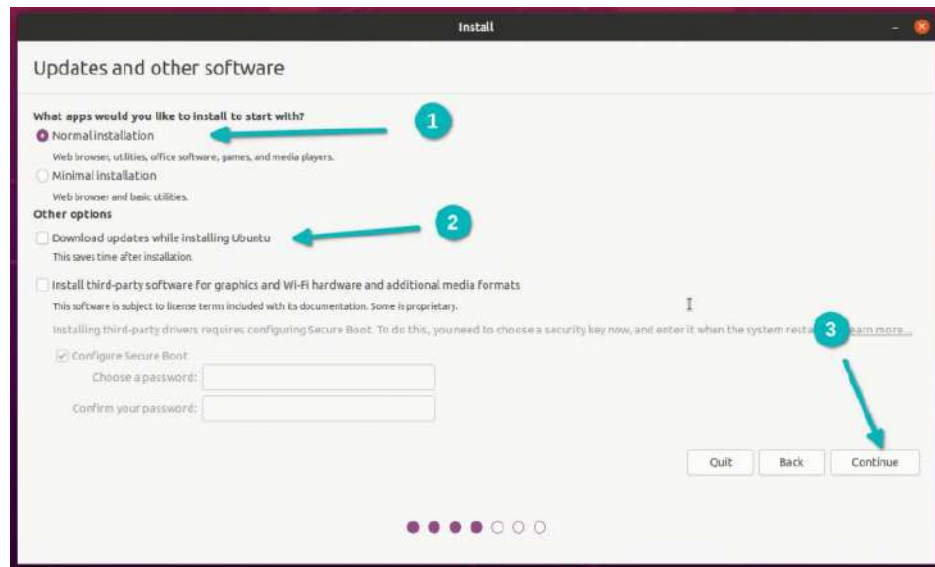 Install
Updates and other software
What apps would you like to install to start with?
1
Normal installation
Web browser, utilities, office software, games, and media players.
Minimal installation
Web browser and basic utilities.
Other options
2
Download updates while installing Ubuntu
This saves time after installation.
Install third-party software for graphics and Wi-Fi hardware and additional media formats
This software is subject to license terms included with its documentation. Some is proprietary.
Installing third-party drivers requires configuring Secure Boot. To do this, you need to choose a security key now, and enter it when the system 3 more...
Configure Secure Boot
Choose a password:
Confirm your password:
Quit Back Continue